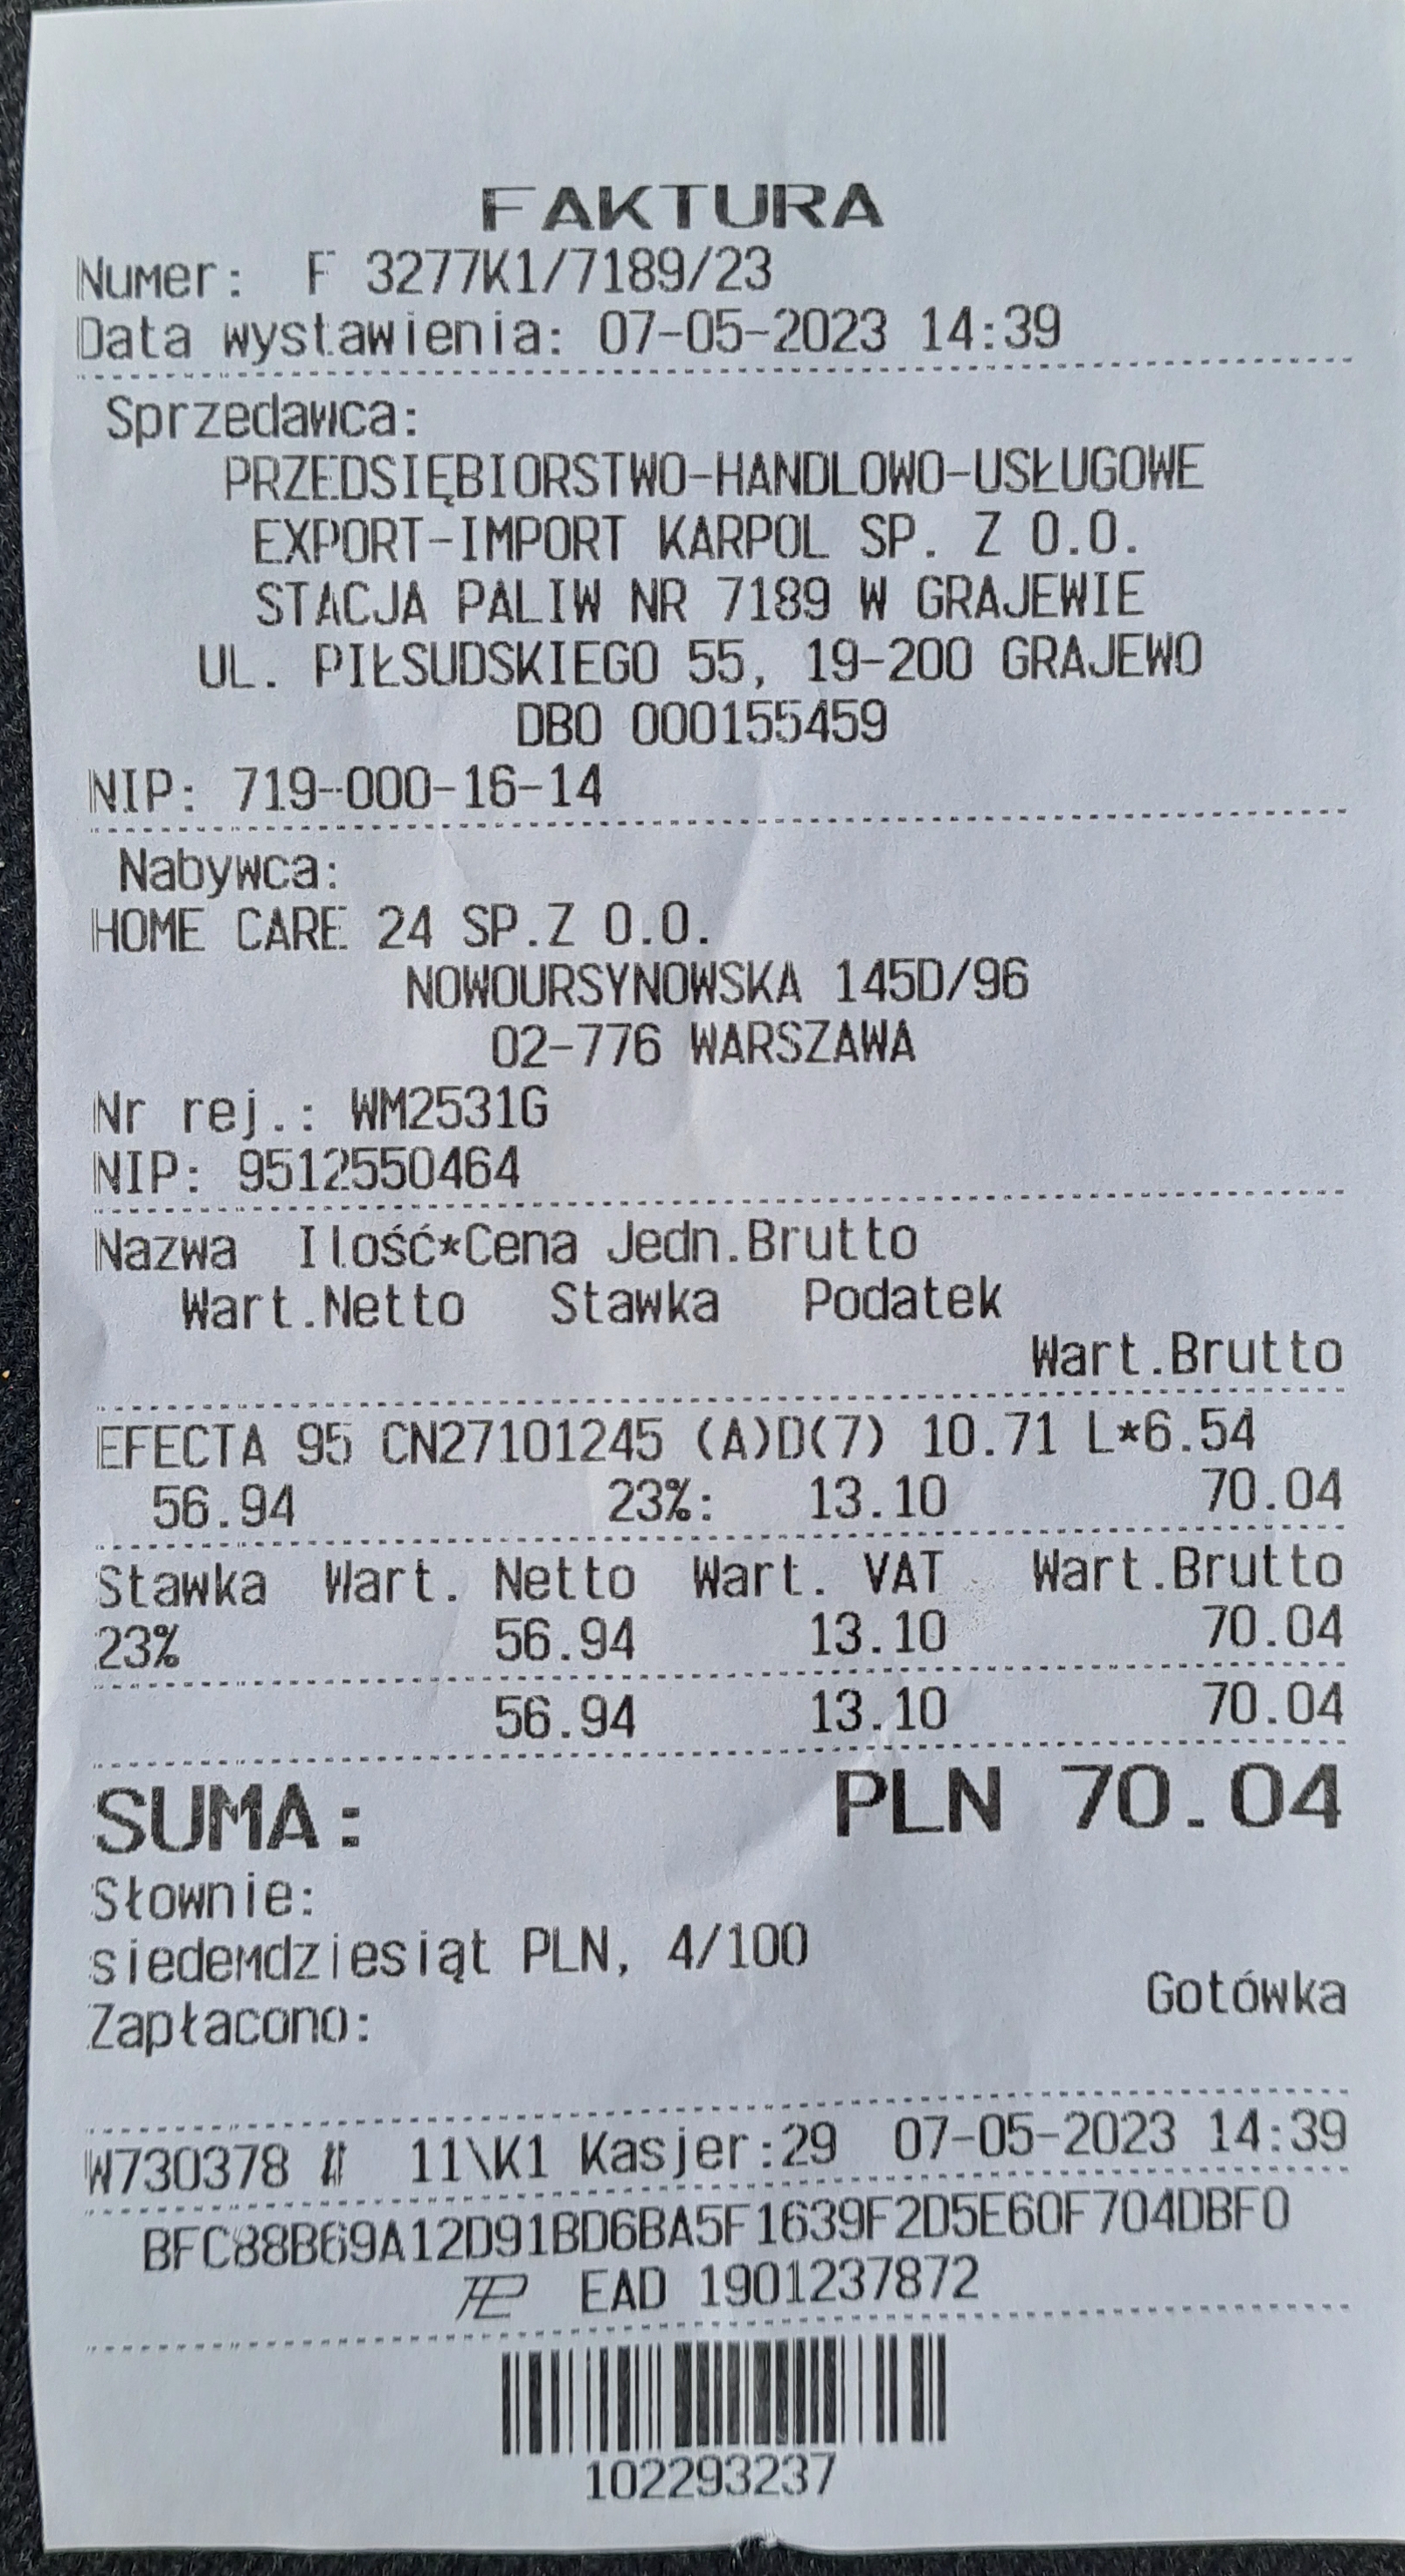 FAKTURA
Numer: F 3277K1/7189/23
Data wystawienia: 07-05-2023 14:39
Sprzedawca:
PRZEDSIĘBIORSTWO-HANDLOWO-USŁUGOWE
EXPORT-IMPORT KARPOL SP. Z O.O.
STACJA PALIW NR 7189 W GRAJEWIE
UL. PIŁSUDSKIEGO 55, 19-200 GRAJEWO
DBO 000155459
NIP: 719-000-16-14
Nabywca:
HOME CARE 24 SP.Z O.O.
NOWOURSYNOWSKA 145D/96
02-776 WARSZAWA
Nr rej.: WM2531G
NIP: 9512550464
Nazwa Ilość*Cena Jedn.Brutto
Wart.Netto Stawka Podatek
Wart.Brutto
EFECTA 95 CN27101245 (A)D(7) 10.71 L*6.54
56.94 23%: 13.10 70.04
Stawka Wart. Netto Wart. VAT Wart.Brutto
23% 56.94 13.10 70.04
56.94 13.10 70.04
SUMA: PLN 70.04
Słownie:
siedemdziesiąt PLN, 4/100
Zapłacono: Gotówka
W730378 # 11\K1 Kasjer:29 07-05-2023 14:39
BFC88B69A12D91BD6BA5F1639F2D5E60F704DBF0
EAD 1901237872
102293237